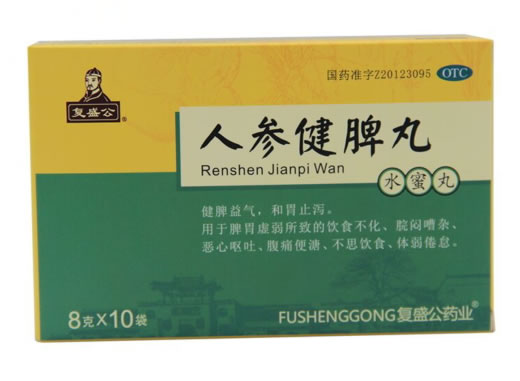 国药准字Z20123095 OTC
复盛公®
人参健脾丸
Renshen Jianpi Wan
水蜜丸
健脾益气，和胃止泻。
用于脾胃虚弱所致的饮食不化、脘闷嘈杂、
恶心呕吐、腹痛便溏、不思饮食、体弱倦怠。
8克X10袋
FUSHENGGONG复盛公药业®